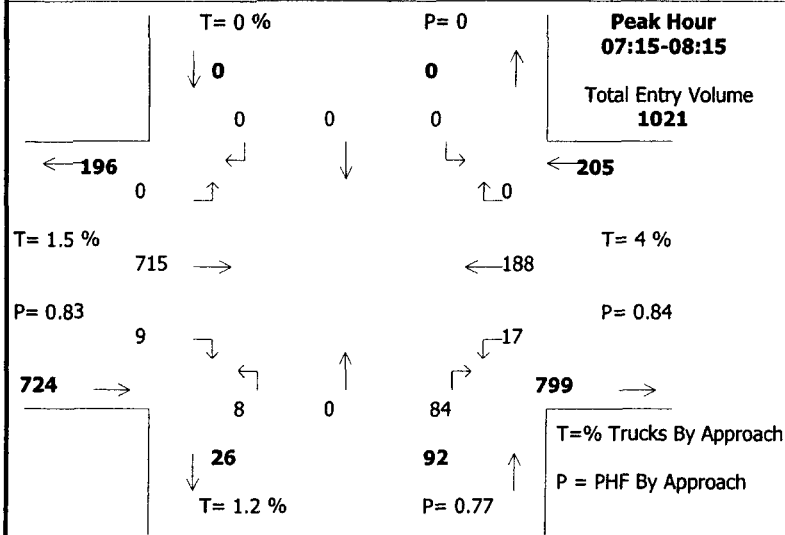 T= 0 % P= 0 Peak Hour
07:15-08:15
0 0
Total Entry Volume
0 0 0 1021
196 205
0 0
T= 1.5 % T= 4 %
715 188
P= 0.83 P= 0.84
9 17
724 799
8 0 84
T=% Trucks By Approach
26 92
P = PHF By Approach
T= 1.2 % P= 0.77